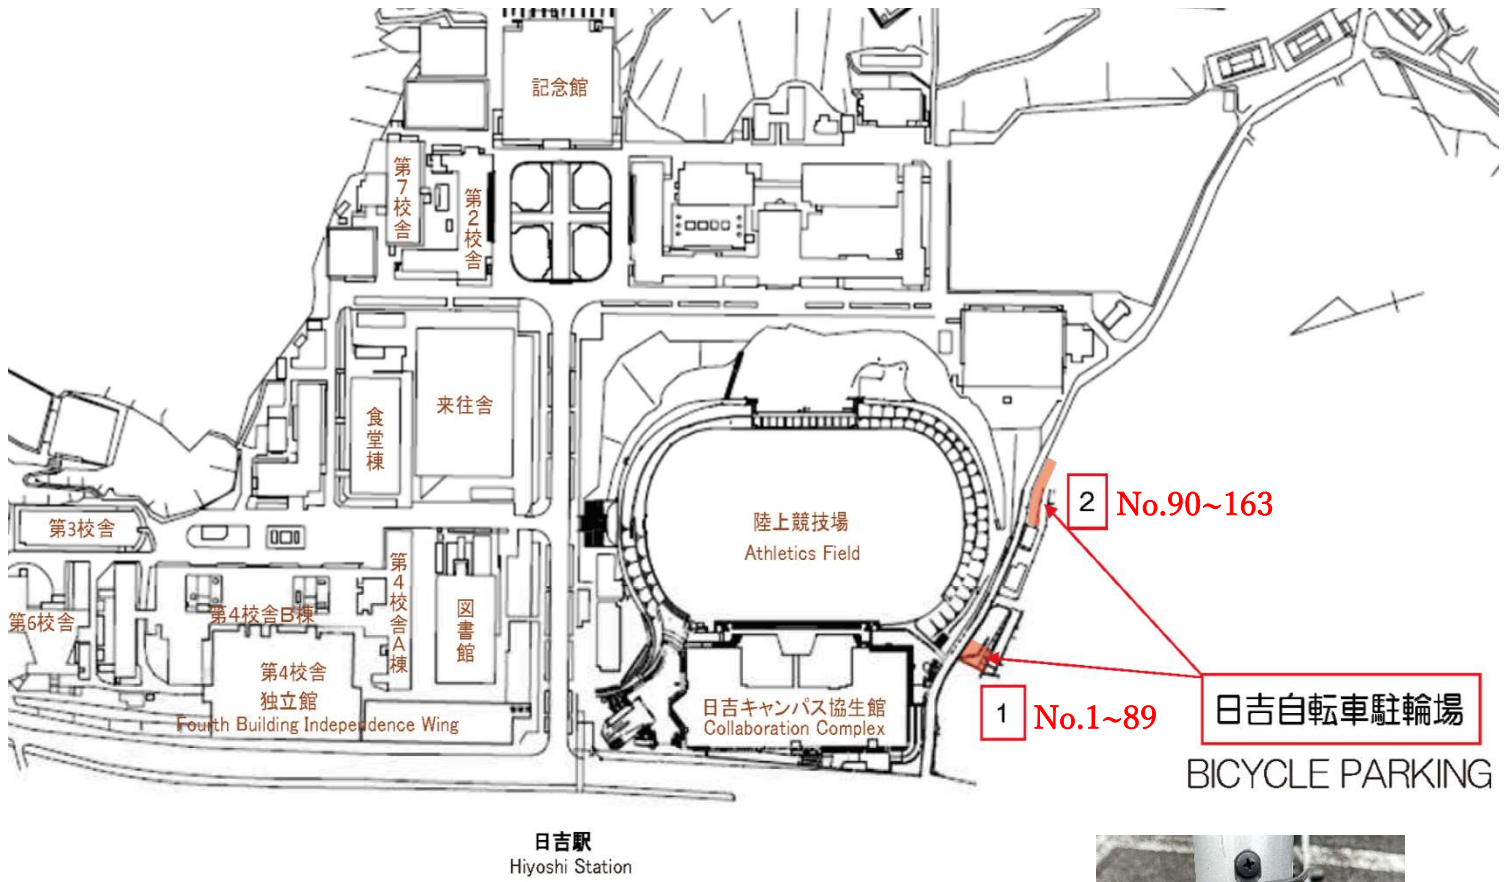 記念館
第7校舎
第2校舎
来往舎
食堂棟
第3校舎
陸上競技場
Athletics Field
2 No.90~163
第4校舎A棟
図書館
第6校舎
第4校舎B棟
第4校舎
独立館
Fourth Building Independence Wing
日吉キャンパス協生館
Collaboration Complex
1 No.1~89
日吉自転車駐輪場
BICYCLE PARKING
日吉駅
Hiyoshi Station